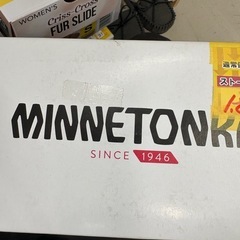 WOMEN'S
Criss-Cross
FUR SLIDE
MINNETONK
SINCE 1946